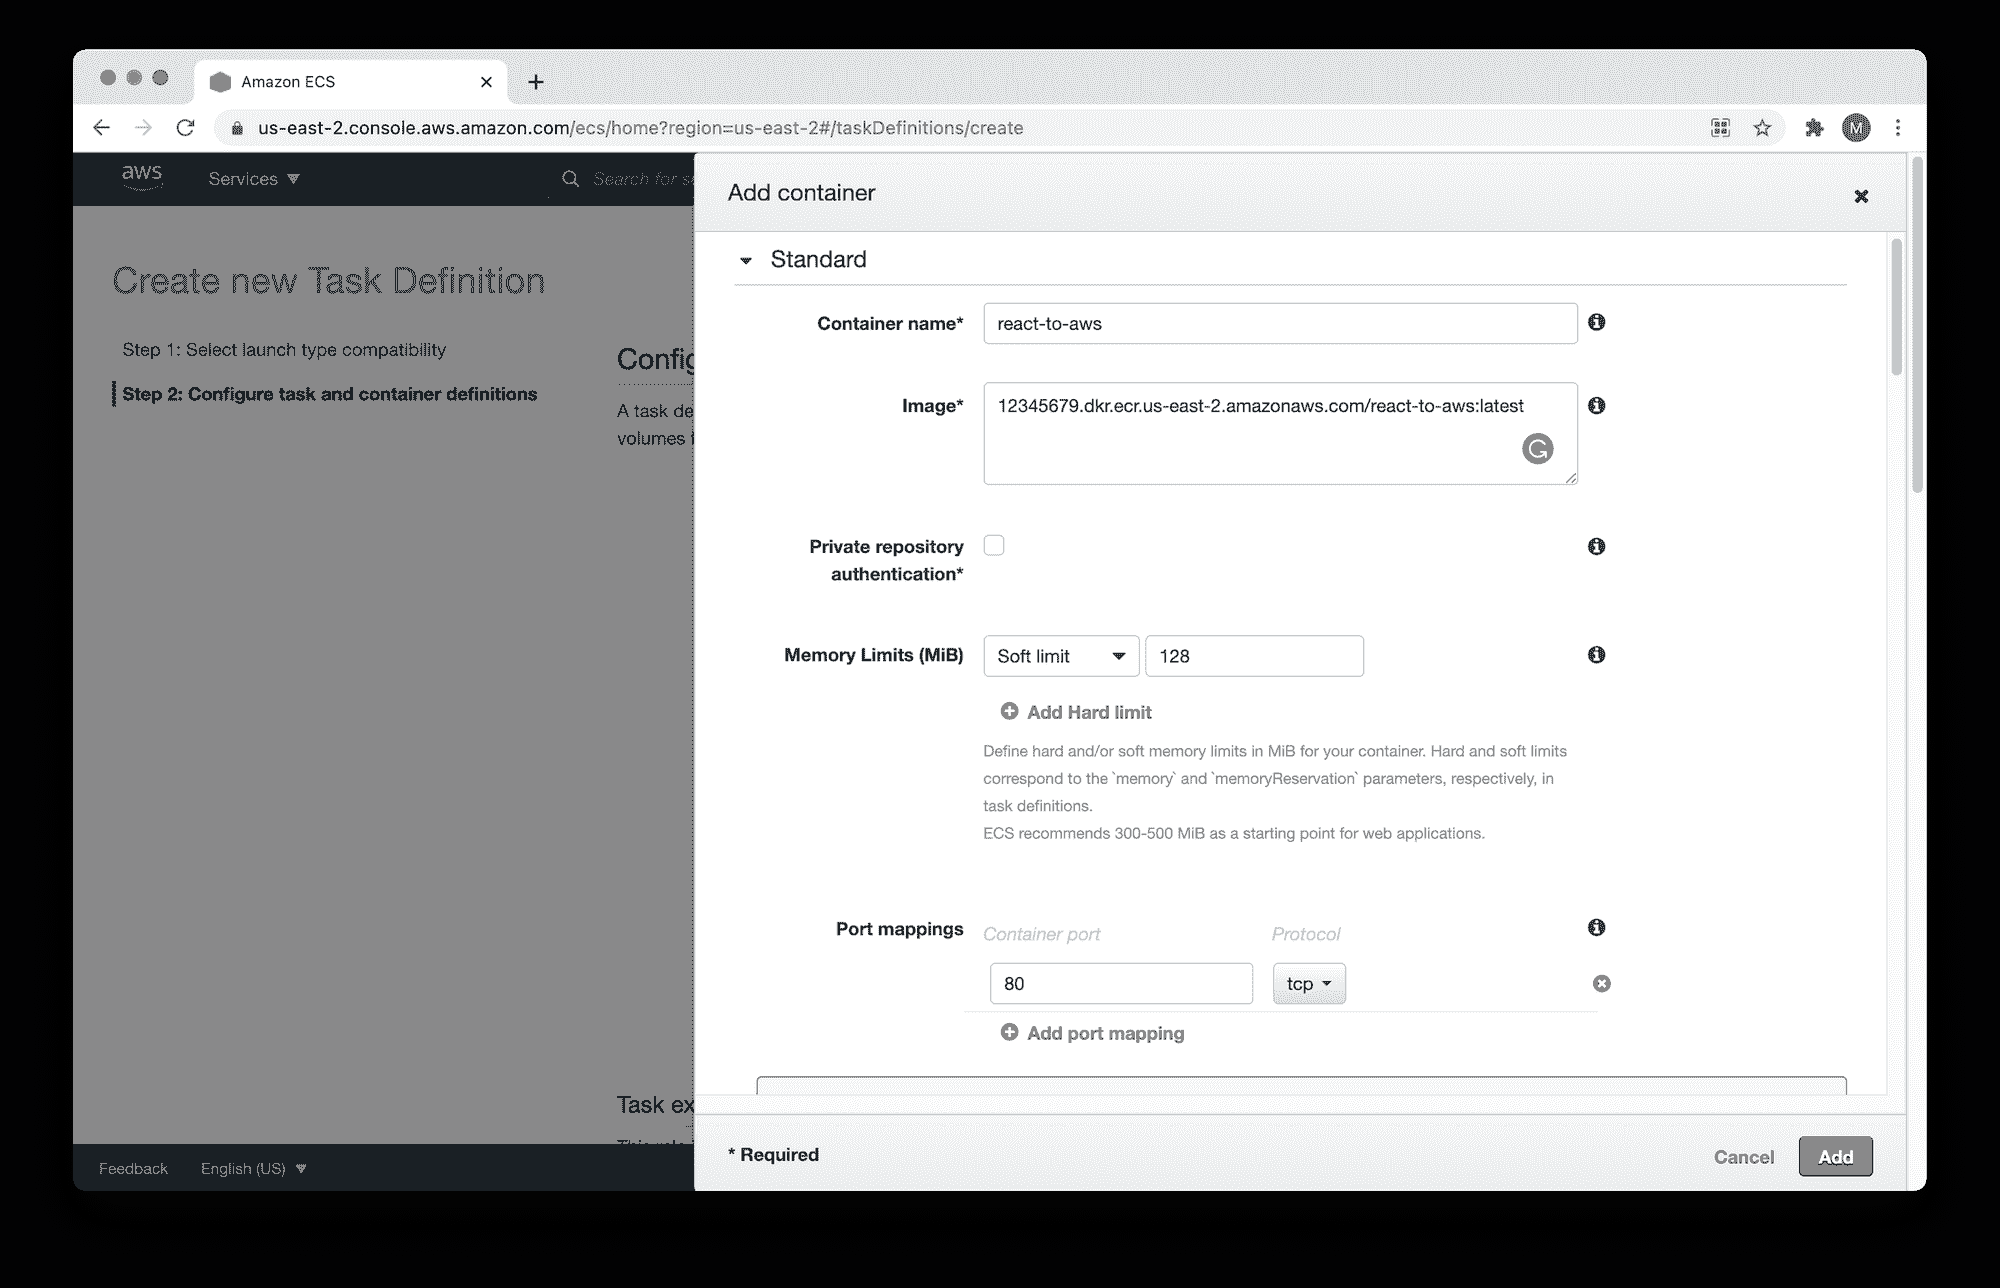 Amazon ECS
us-east-2.console.aws.amazon.com/ecs/home?region=us-east-2#/taskDefinitions/create
M
aws
Services
Search for s
Create new Task Definition
Step 1: Select launch type compatibility
Step 2: Configure task and container definitions
Config
A task de
volumes
Task ex
Feedback
English (US)
Add container
Standard
Container name*
react-to-aws
Image*
12345679.dkr.ecr.us-east-2.amazonaws.com/react-to-aws:latest
Private repository
authentication*
Memory Limits (MiB)
Soft limit
128
Add Hard limit
Define hard and/or soft memory limits in MiB for your container. Hard and soft limits
correspond to the `memory` and `memoryReservation` parameters, respectively, in
task definitions.
ECS recommends 300-500 MiB as a starting point for web applications.
Port mappings
Container port
Protocol
80
tcp
Add port mapping
* Required
Cancel
Add